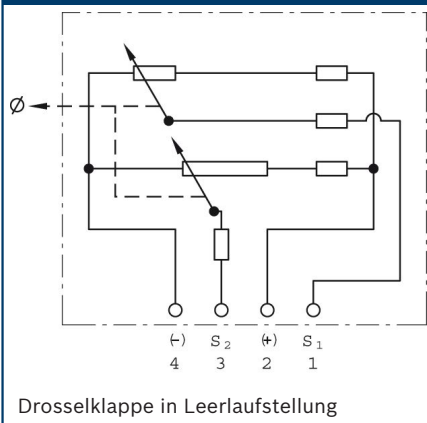 Ø
(-) S₂ (+) S₁
4 3 2 1
Drosselklappe in Leerlaufstellung